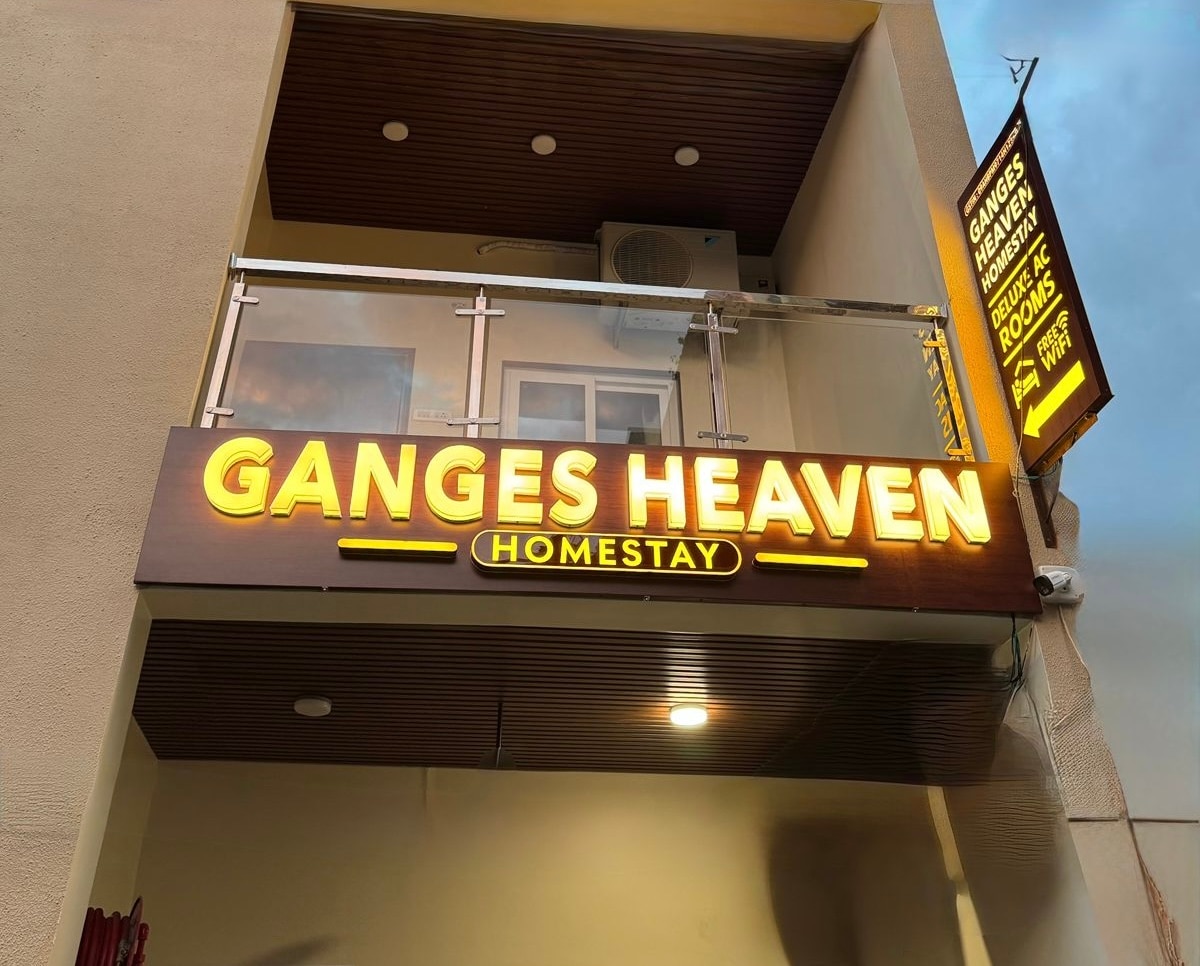 GANGES HEAVEN
HOMESTAY
GANGES
HEAVEN
HOMESTAY
DELUXE AC
ROOMS
FREE
WiFi